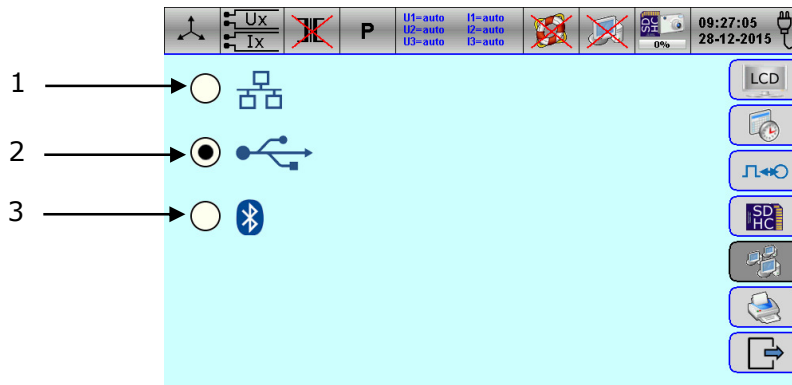 Ux
Ix
P
U1=auto I1=auto
U2=auto I2=auto
U3=auto I3=auto
SD
HC
0%
09:27:05
28-12-2015
1
2
3
LCD
SD
HC